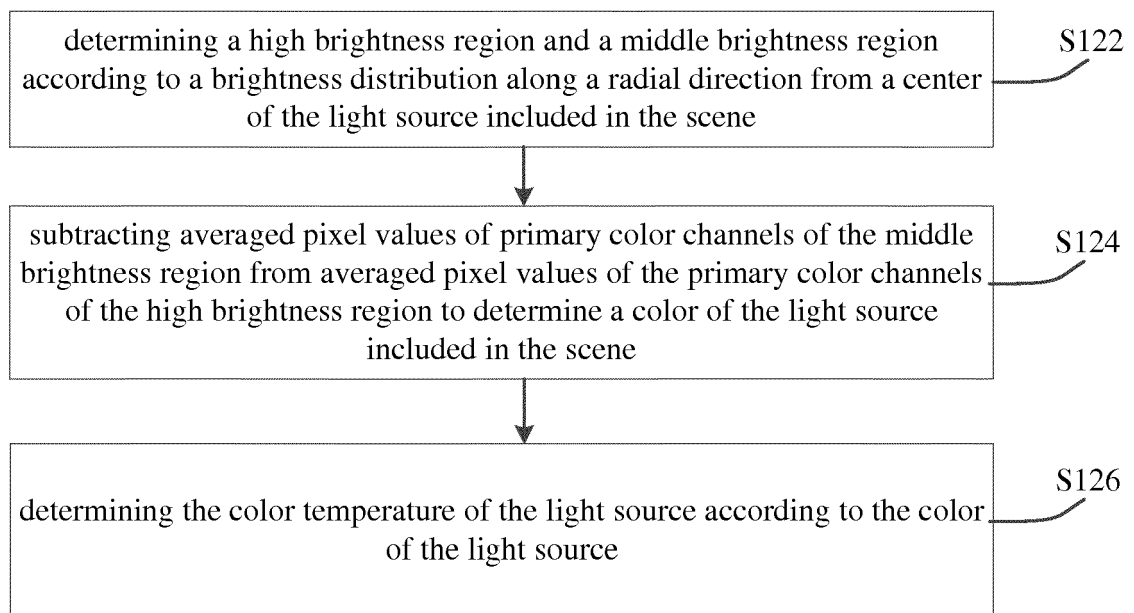 determining a high brightness region and a middle brightness region
according to a brightness distribution along a radial direction from a center
of the light source included in the scene
S122
subtracting averaged pixel values of primary color channels of the middle
brightness region from averaged pixel values of the primary color channels
of the high brightness region to determine a color of the light source
included in the scene
S124
determining the color temperature of the light source according to the color
of the light source
S126